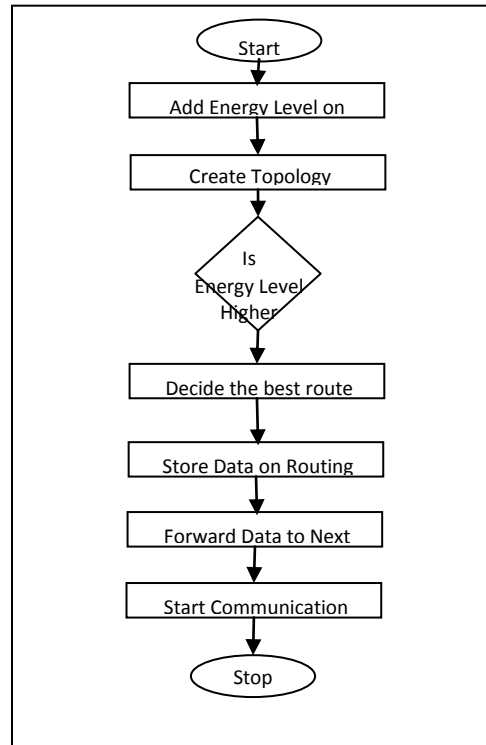 Start
Add Energy Level on
Create Topology
Is
Energy Level
Higher
Decide the best route
Store Data on Routing
Forward Data to Next
Start Communication
Stop